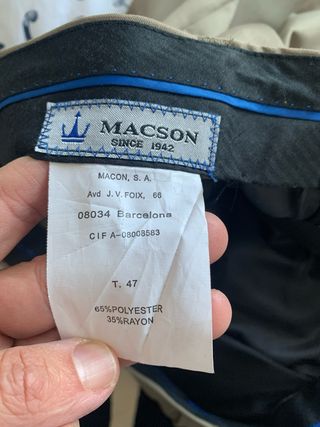 MACSON
SINCE 1942
MACON, S. A.
Avd J. V. FOIX, 66
08034 Barcelona
CIF A-08008583
T. 47
65%POLYESTER
35%RAYON